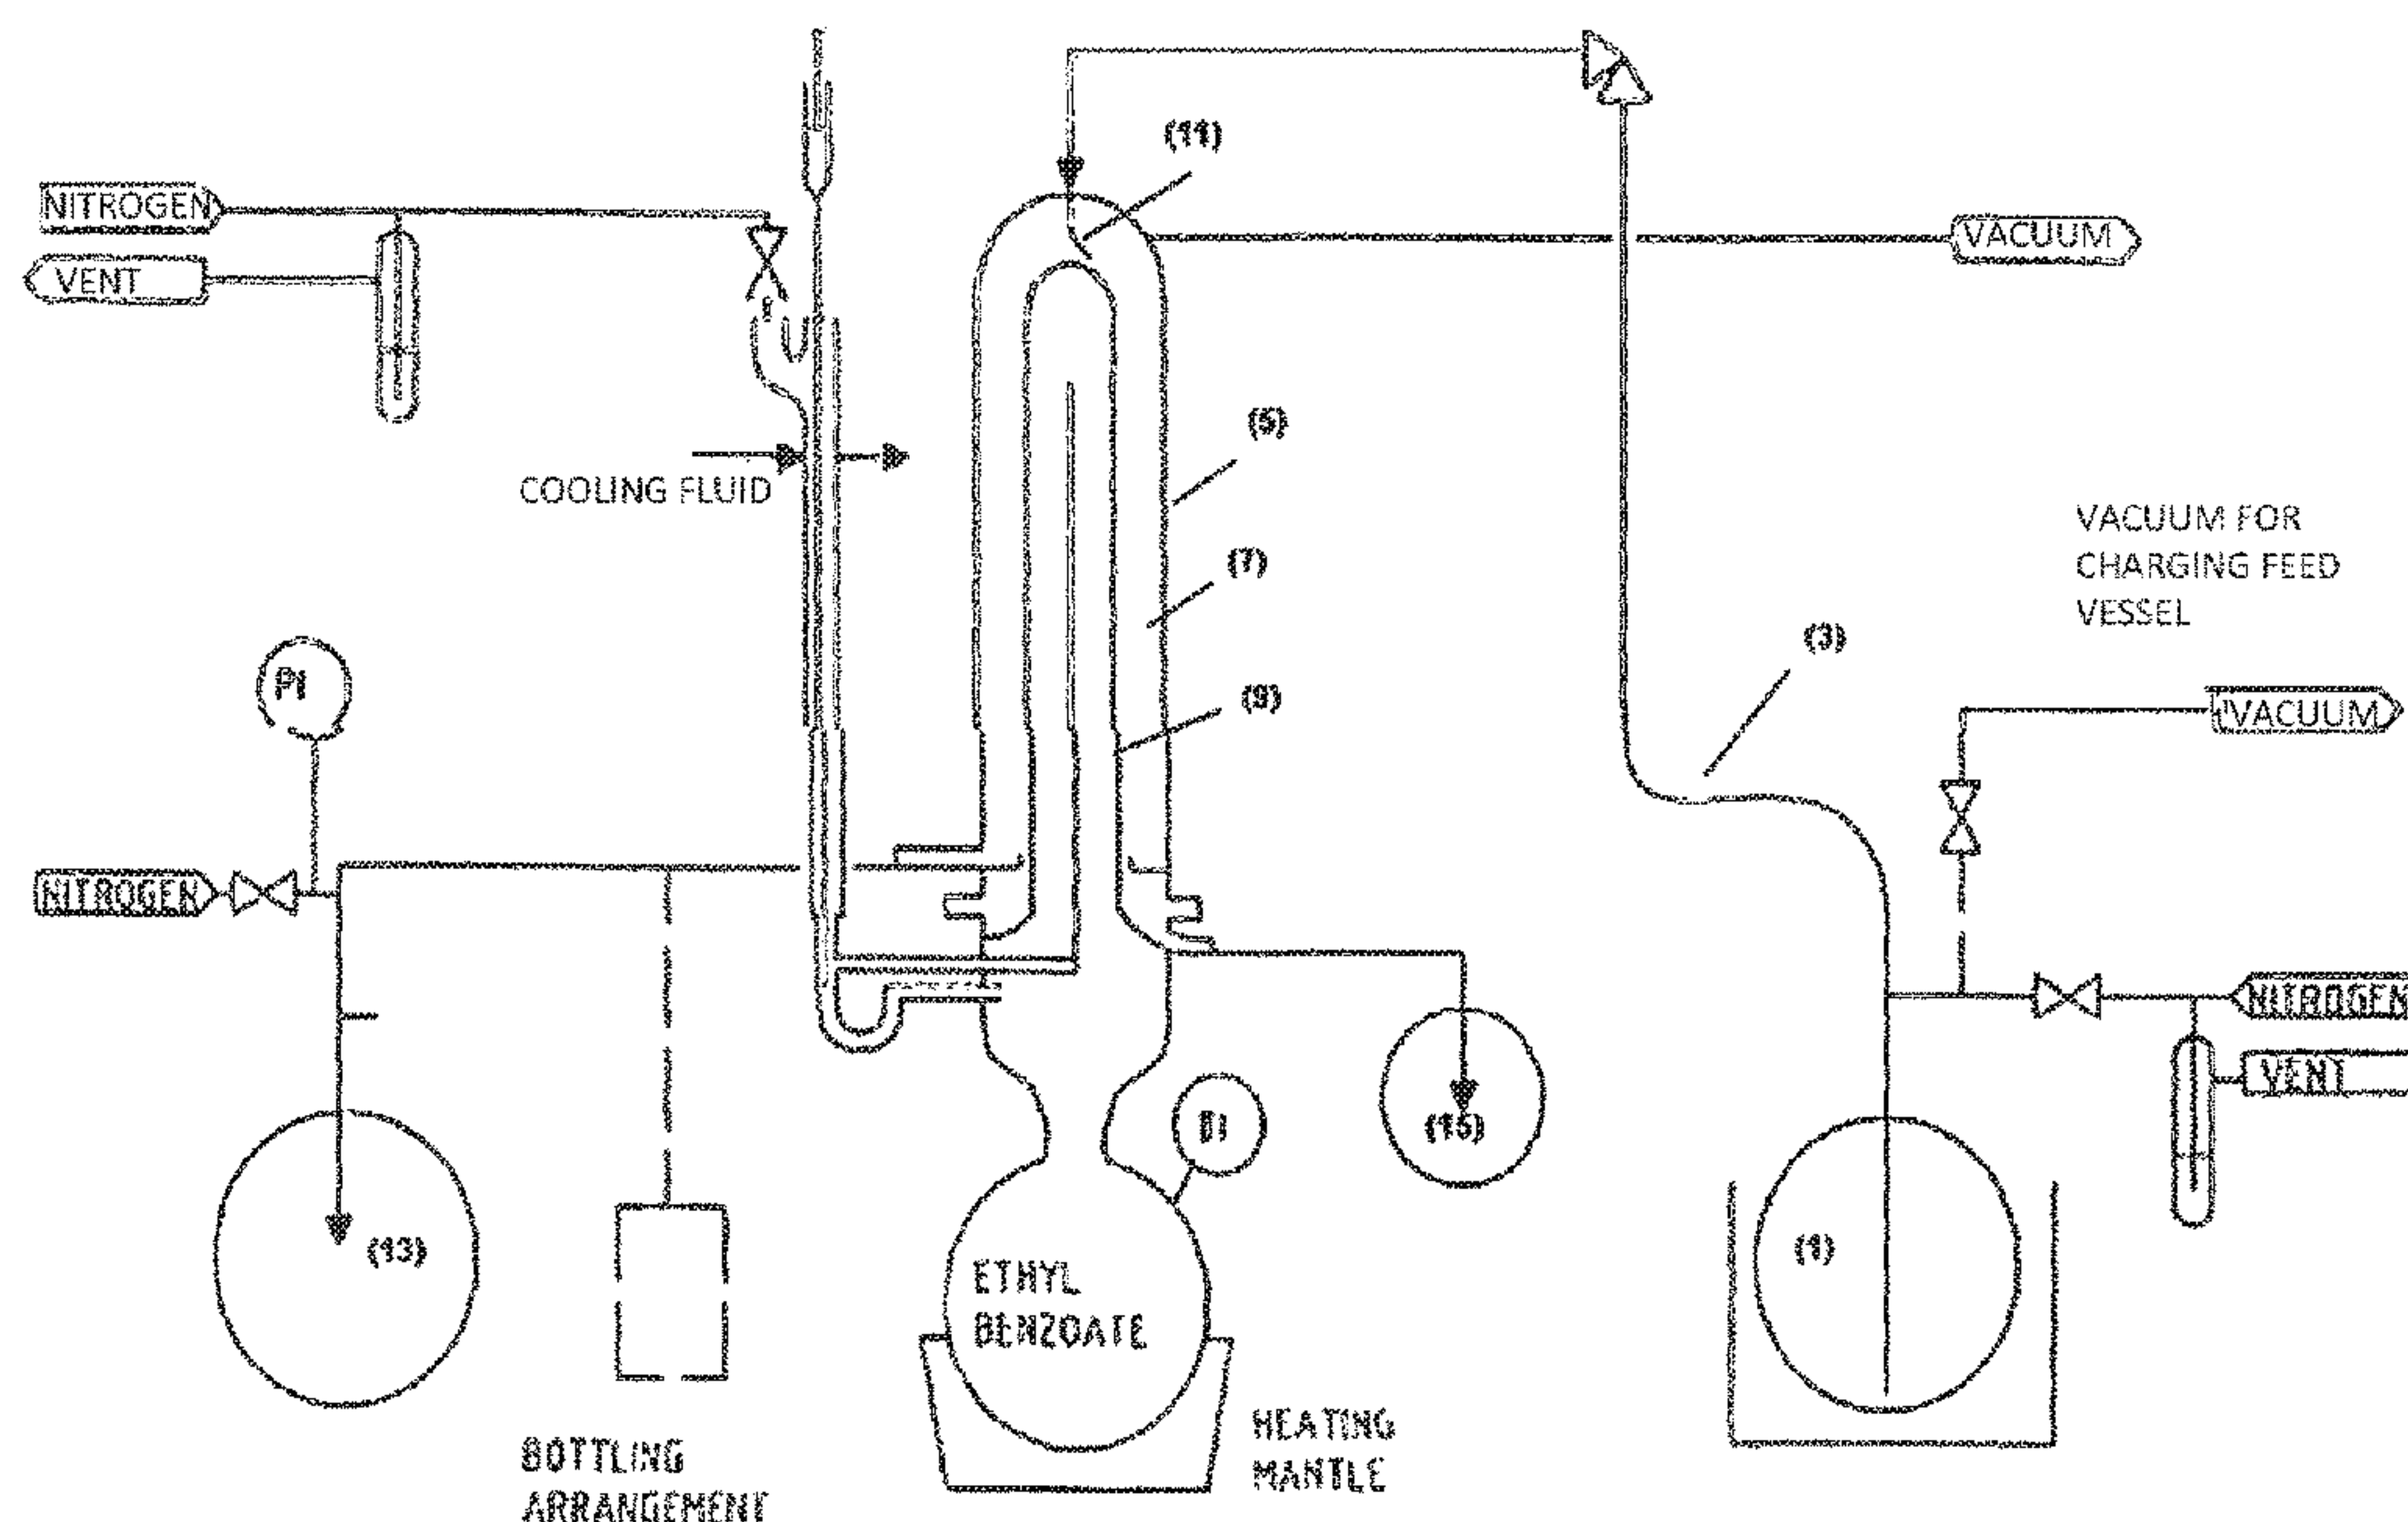 (11)
NITROGEN
VENT
VACUUM
(5)
COOLING FLUID
VACUUM FOR
CHARGING FEED
VESSEL
(7)
(3)
(9)
PI
VACUUM
NITROGEN
NITROGEN
VENT
(15)
(13)
(1)
ETHYL
BENZOATE
HEATING
MANTLE
BOTTLING
ARRANGEMENT